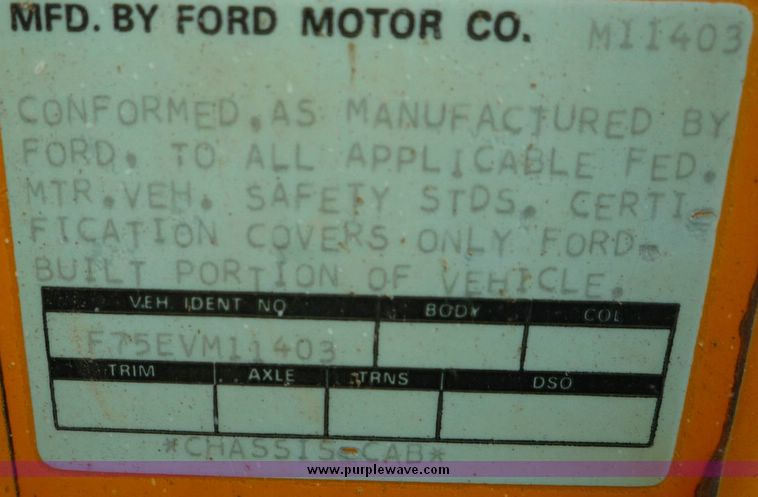 MFD. BY FORD MOTOR CO. M11403
CONFORMED, AS MANUFACTURED BY
FORD, TO ALL APPLICABLE FED.
MTR. VEH. SAFETY STDS. CERTI-
FICATION COVERS ONLY FORD-
BUILT PORTION OF VEHICLE.
VEH. IDENT NO BODY COL
F75EVM11403
TRIM AXLE TRNS DSO
*CHASSIS-CAB*
www.purplewave.com